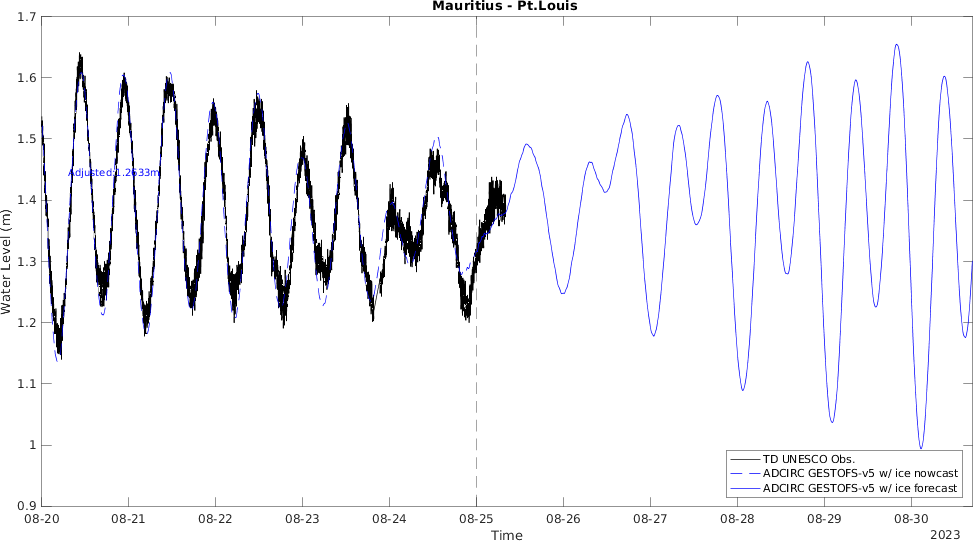 Mauritius - Pt.Louis
1.7
1.6
1.5
1.4
1.3
1.2
1.1
1
0.9
Water Level (m)
Adjusted:1.2633m
TD UNESCO Obs.
ADCIRC GESTOFS-v5 w/ ice nowcast
ADCIRC GESTOFS-v5 w/ ice forecast
08-20 08-21 08-22 08-23 08-24 08-25 08-26 08-27 08-28 08-29 08-30
Time
2023